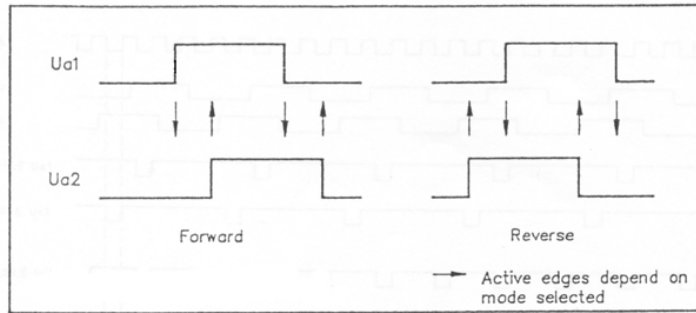 Ua1
Ua2
Forward
Reverse
Active edges depend on
mode selected